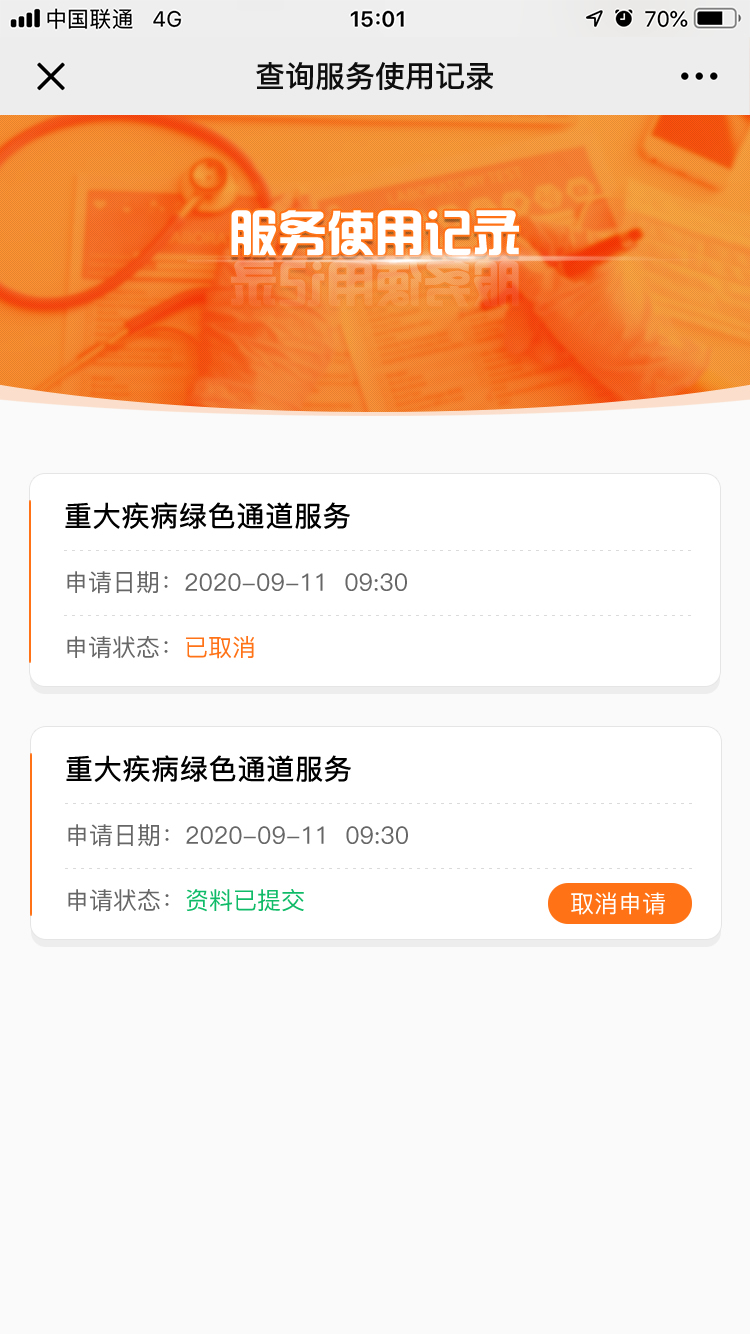 中国联通 4G 15:01 70%
查询服务使用记录
服务使用记录
重大疾病绿色通道服务
申请日期：2020-09-11 09:30
申请状态：已取消
重大疾病绿色通道服务
申请日期：2020-09-11 09:30
申请状态：资料已提交
取消申请